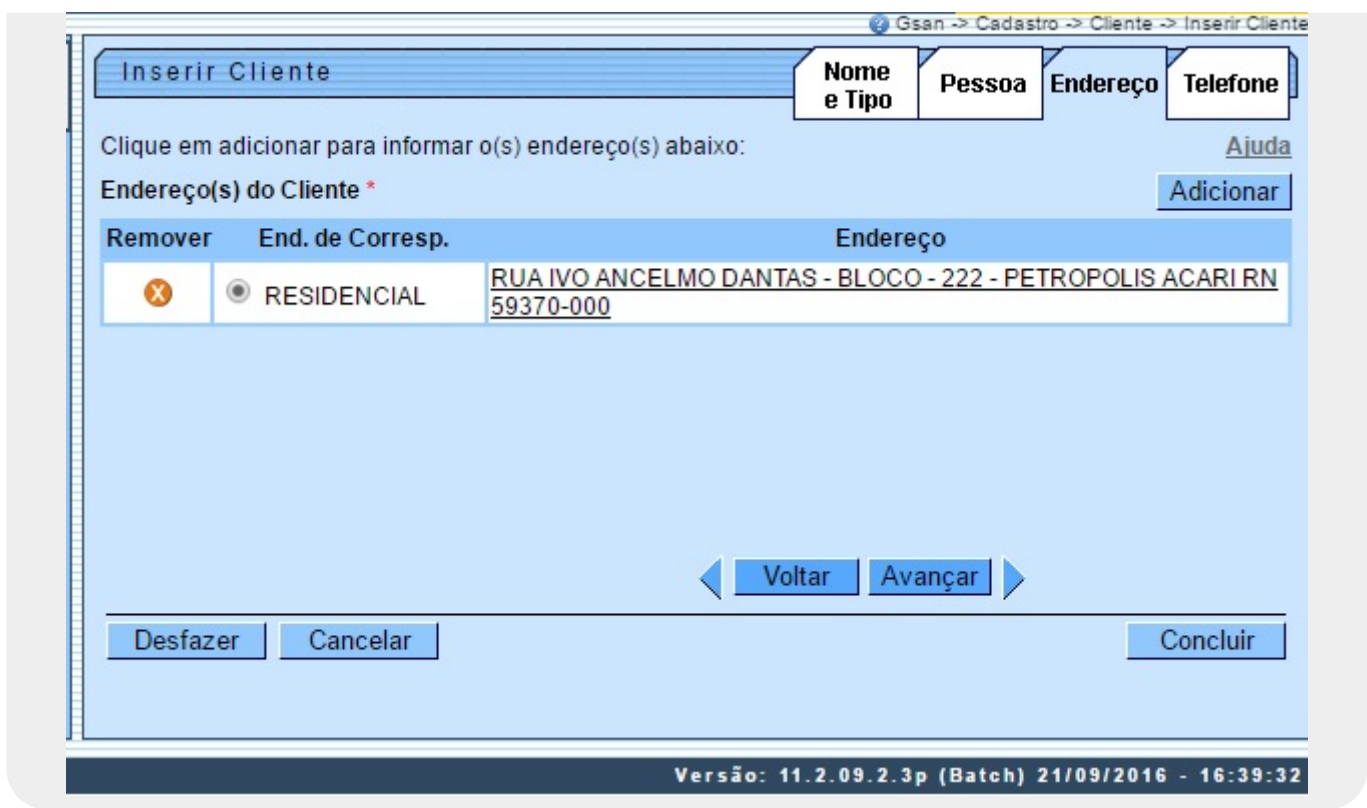 Gsan -> Cadastro -> Cliente -> Inserir Cliente
Inserir Cliente
Nome e Tipo
Pessoa
Endereço
Telefone
Clique em adicionar para informar o(s) endereço(s) abaixo:
Ajuda
Endereço(s) do Cliente *
Adicionar
Remover End. de Corresp. Endereço
RESIDENCIAL
RUA IVO ANCELMO DANTAS - BLOCO - 222 - PETROPOLIS ACARI RN
59370-000
Voltar Avançar
Desfazer Cancelar Concluir
Versão: 11.2.09.2.3p (Batch) 21/09/2016 - 16:39:32